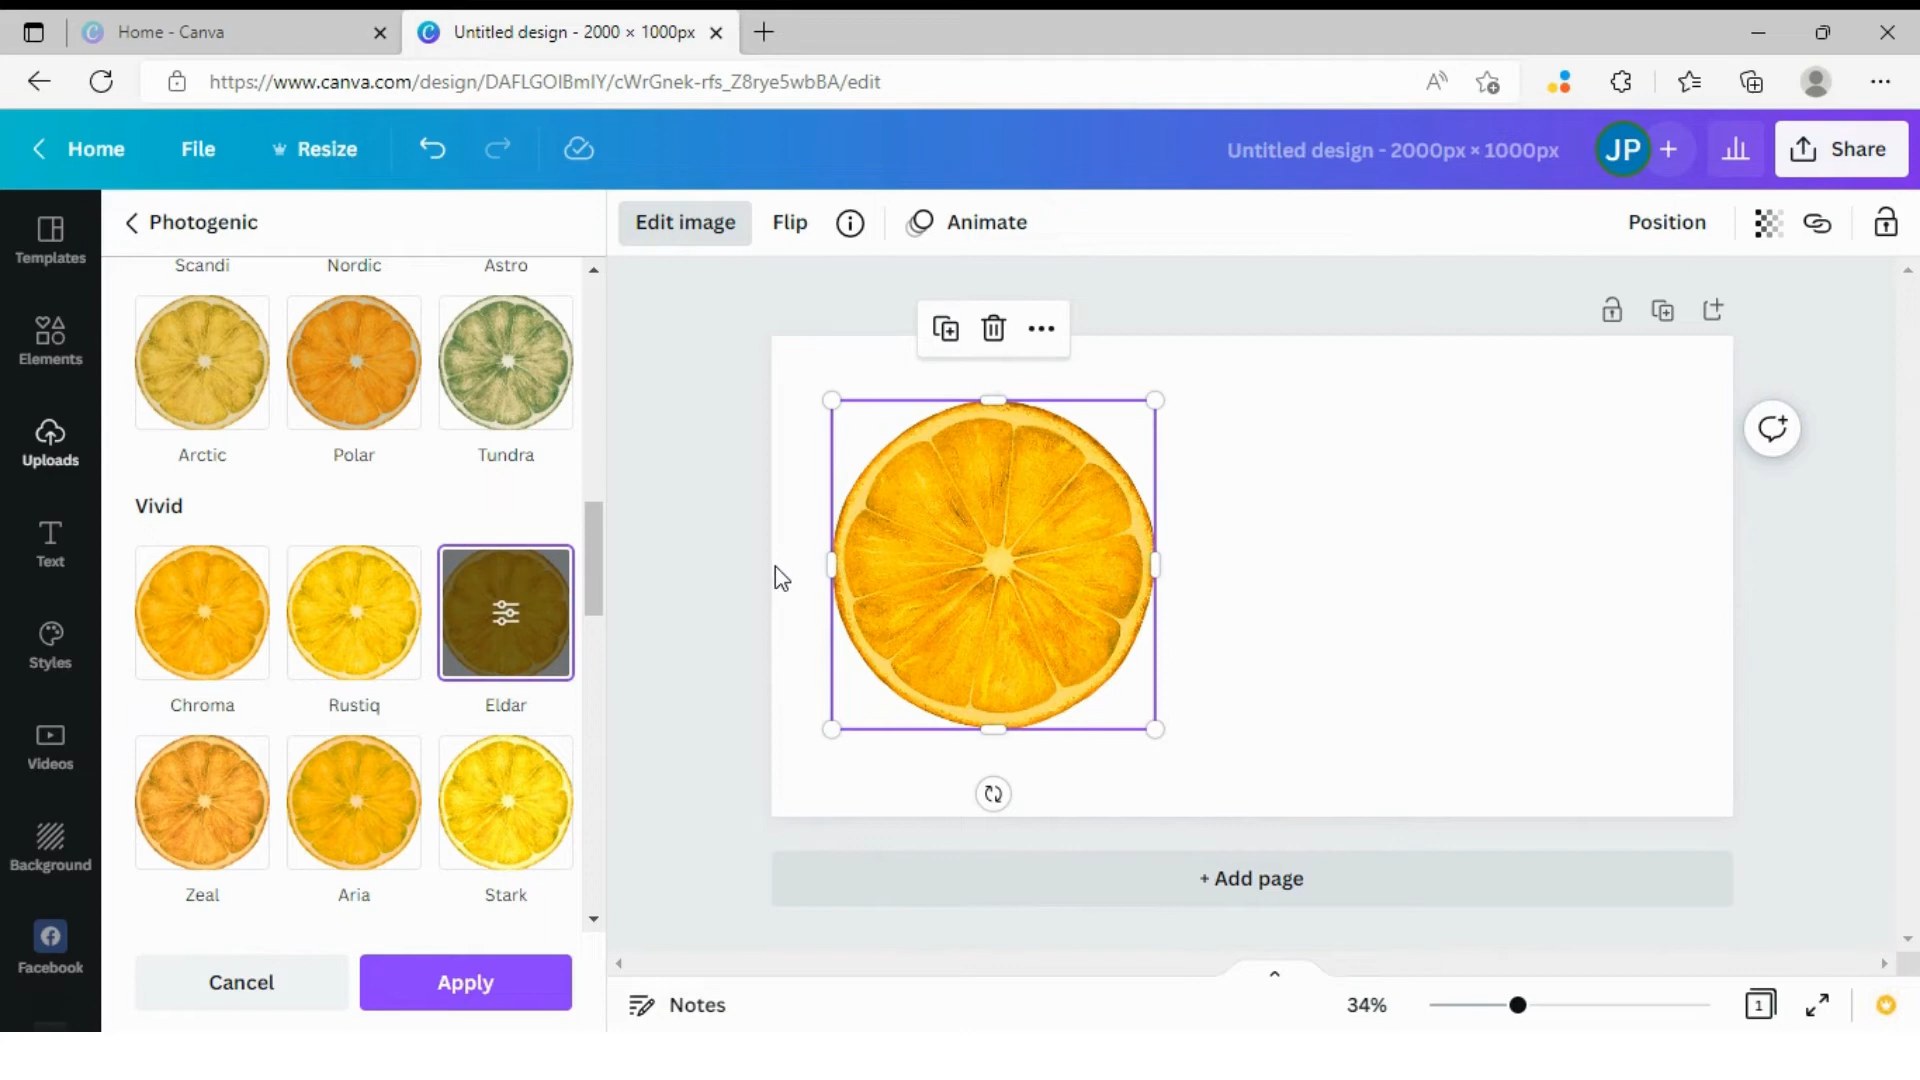 Home - Canva
Untitled design - 2000 × 1000px
https://www.canva.com/design/DAFLGOlBmIY/cWrGnek-rfs_Z8rye5wbBA/edit
Home
File
Resize
Untitled design - 2000px × 1000px
JP
Share
Templates
Elements
Uploads
Text
Styles
Videos
Background
Facebook
Photogenic
Scandi
Nordic
Astro
Arctic
Polar
Tundra
Vivid
Chroma
Rustiq
Eldar
Zeal
Aria
Stark
Cancel
Apply
Edit image
Flip
Animate
Position
+ Add page
Notes
34%
1